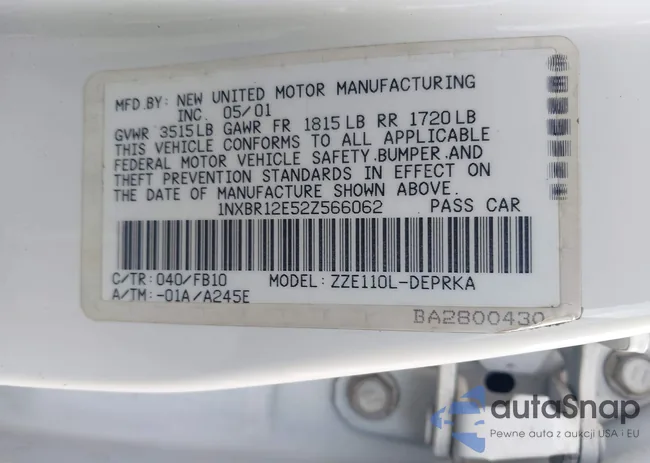 MFD.BY: NEW UNITED MOTOR MANUFACTURING
INC. 05/01
GVWR 3515LB GAWR FR 1815LB RR 1720LB
THIS VEHICLE CONFORMS TO ALL APPLICABLE
FEDERAL MOTOR VEHICLE SAFETY,BUMPER,AND
THEFT PREVENTION STANDARDS IN EFFECT ON
THE DATE OF MANUFACTURE SHOWN ABOVE.
1NXBR12E52Z566062 PASS CAR
C/TR:040/FB10 MODEL: ZZE110L-DEPRKA
A/TM:-01A/A245E
BA2800430
autaSnap
Pewne auta z aukcji USA i EU